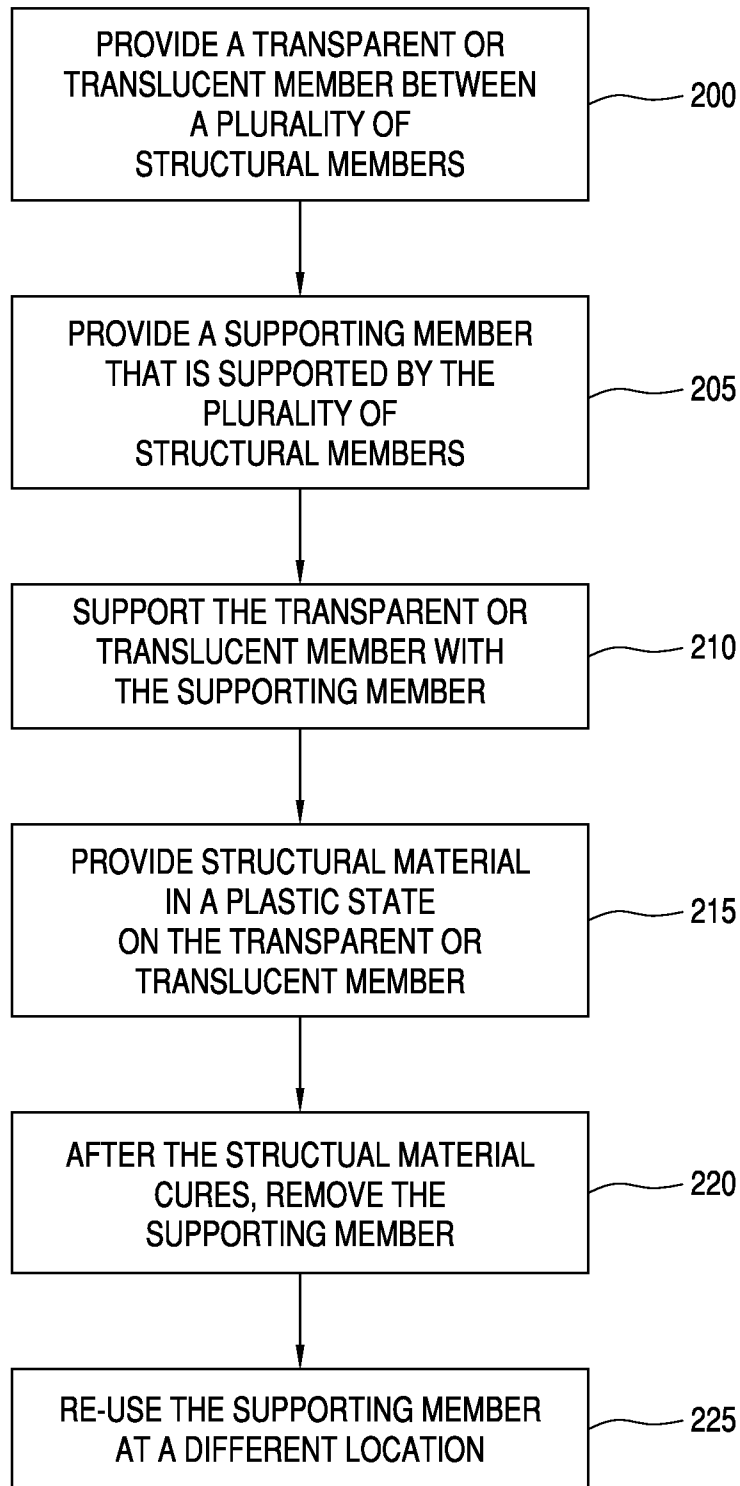 PROVIDE A TRANSPARENT OR
TRANSLUCENT MEMBER BETWEEN
A PLURALITY OF
STRUCTURAL MEMBERS
200
PROVIDE A SUPPORTING MEMBER
THAT IS SUPPORTED BY THE
PLURALITY OF
STRUCTURAL MEMBERS
205
SUPPORT THE TRANSPARENT OR
TRANSLUCENT MEMBER WITH
THE SUPPORTING MEMBER
210
PROVIDE STRUCTURAL MATERIAL
IN A PLASTIC STATE
ON THE TRANSPARENT OR
TRANSLUCENT MEMBER
215
AFTER THE STRUCTUAL MATERIAL
CURES, REMOVE THE
SUPPORTING MEMBER
220
RE-USE THE SUPPORTING MEMBER
AT A DIFFERENT LOCATION
225